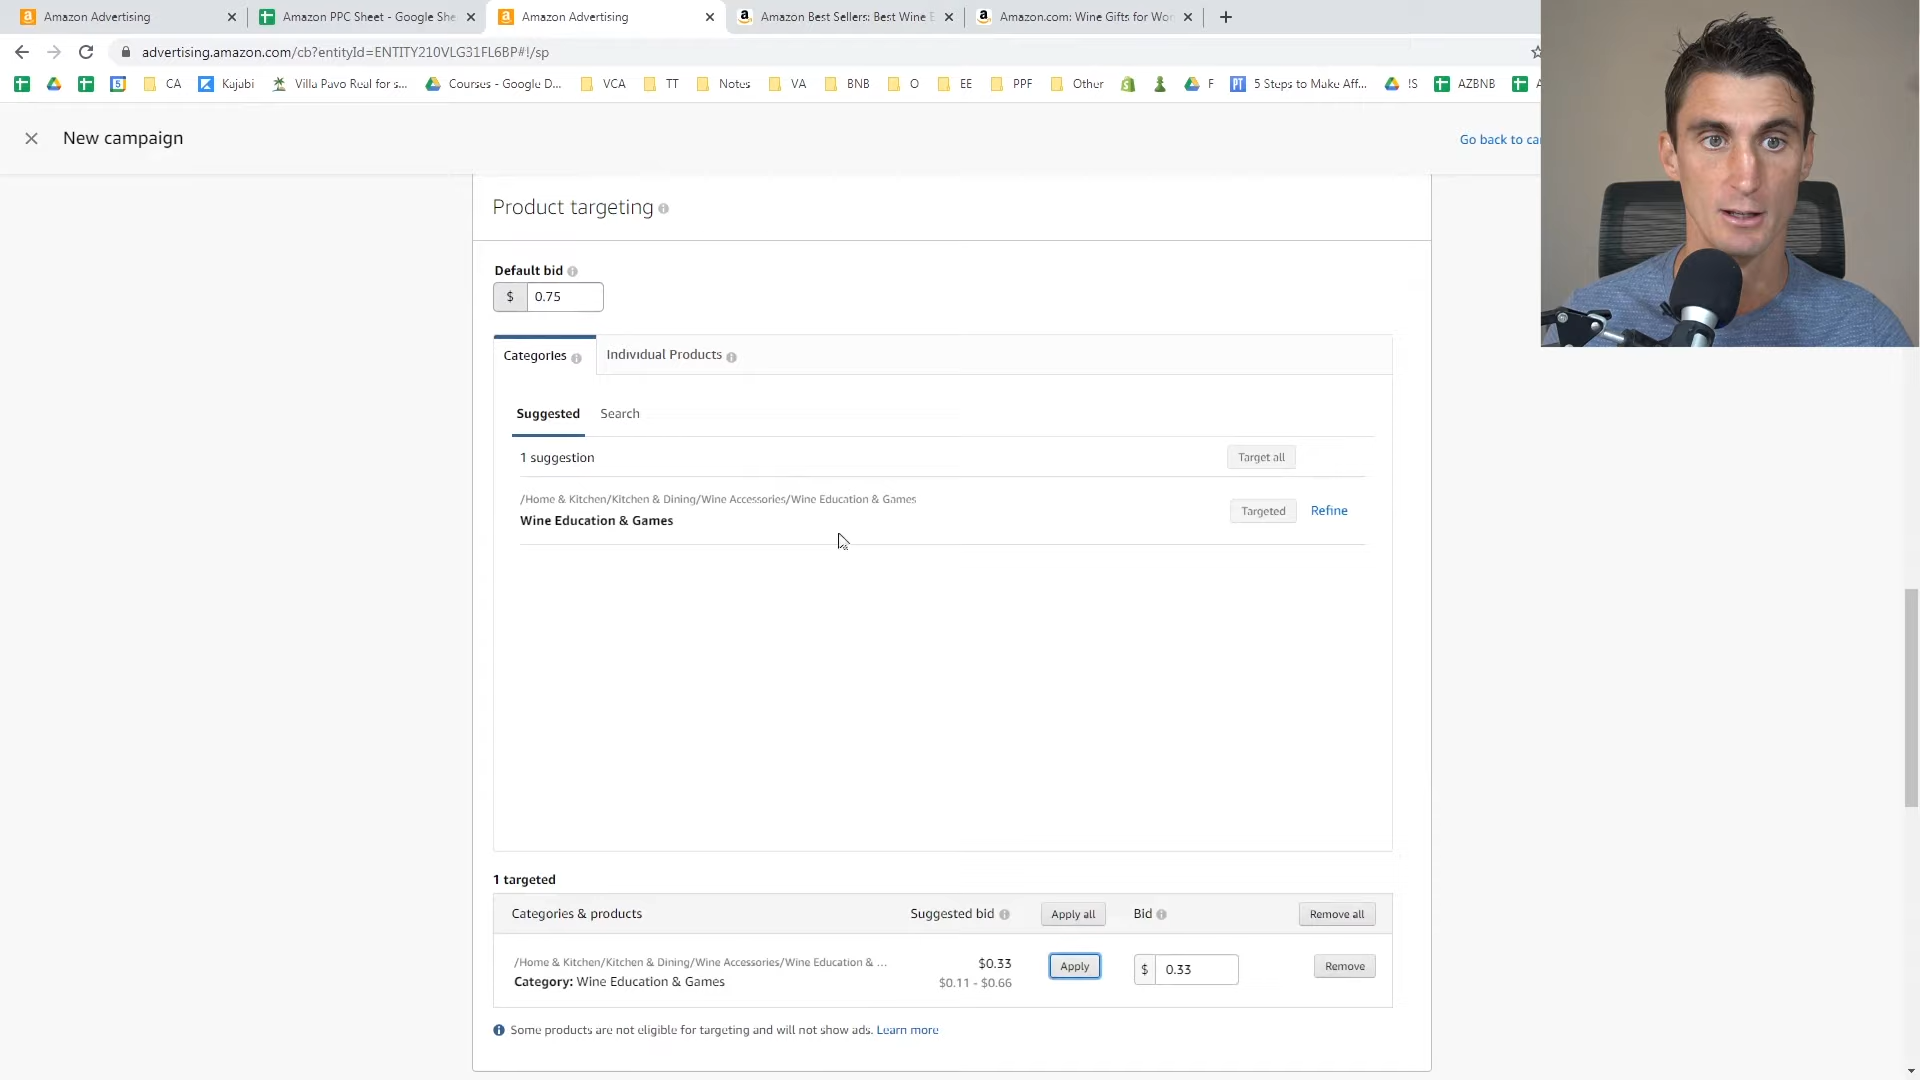 Amazon Advertising
Amazon PPC Sheet - Google She
Amazon Advertising
Amazon Best Sellers: Best Wine E
Amazon.com: Wine Gifts for Wor
advertising.amazon.com/cb?entityId=ENTITY210VLG31FL6BP#!/sp
5
CA
Kajabi
Villa Pavo Real for s...
Courses - Google D...
VCA
TT
Notes
VA
BNB
O
EE
PPF
Other
F
PT
5 Steps to Make Aff...
!S
AZBNB
New campaign
Go back to ca
Product targeting
Default bid
$ 0.75
Categories
Individual Products
Suggested
Search
1 suggestion
Target all
/Home & Kitchen/Kitchen & Dining/Wine Accessories/Wine Education & Games
Wine Education & Games
Targeted
Refine
1 targeted
Categories & products
Suggested bid
Apply all
Bid
Remove all
/Home & Kitchen/Kitchen & Dining/Wine Accessories/Wine Education & ...
Category: Wine Education & Games
$0.33
$0.11 - $0.66
Apply
$ 0.33
Remove
Some products are not eligible for targeting and will not show ads. Learn more